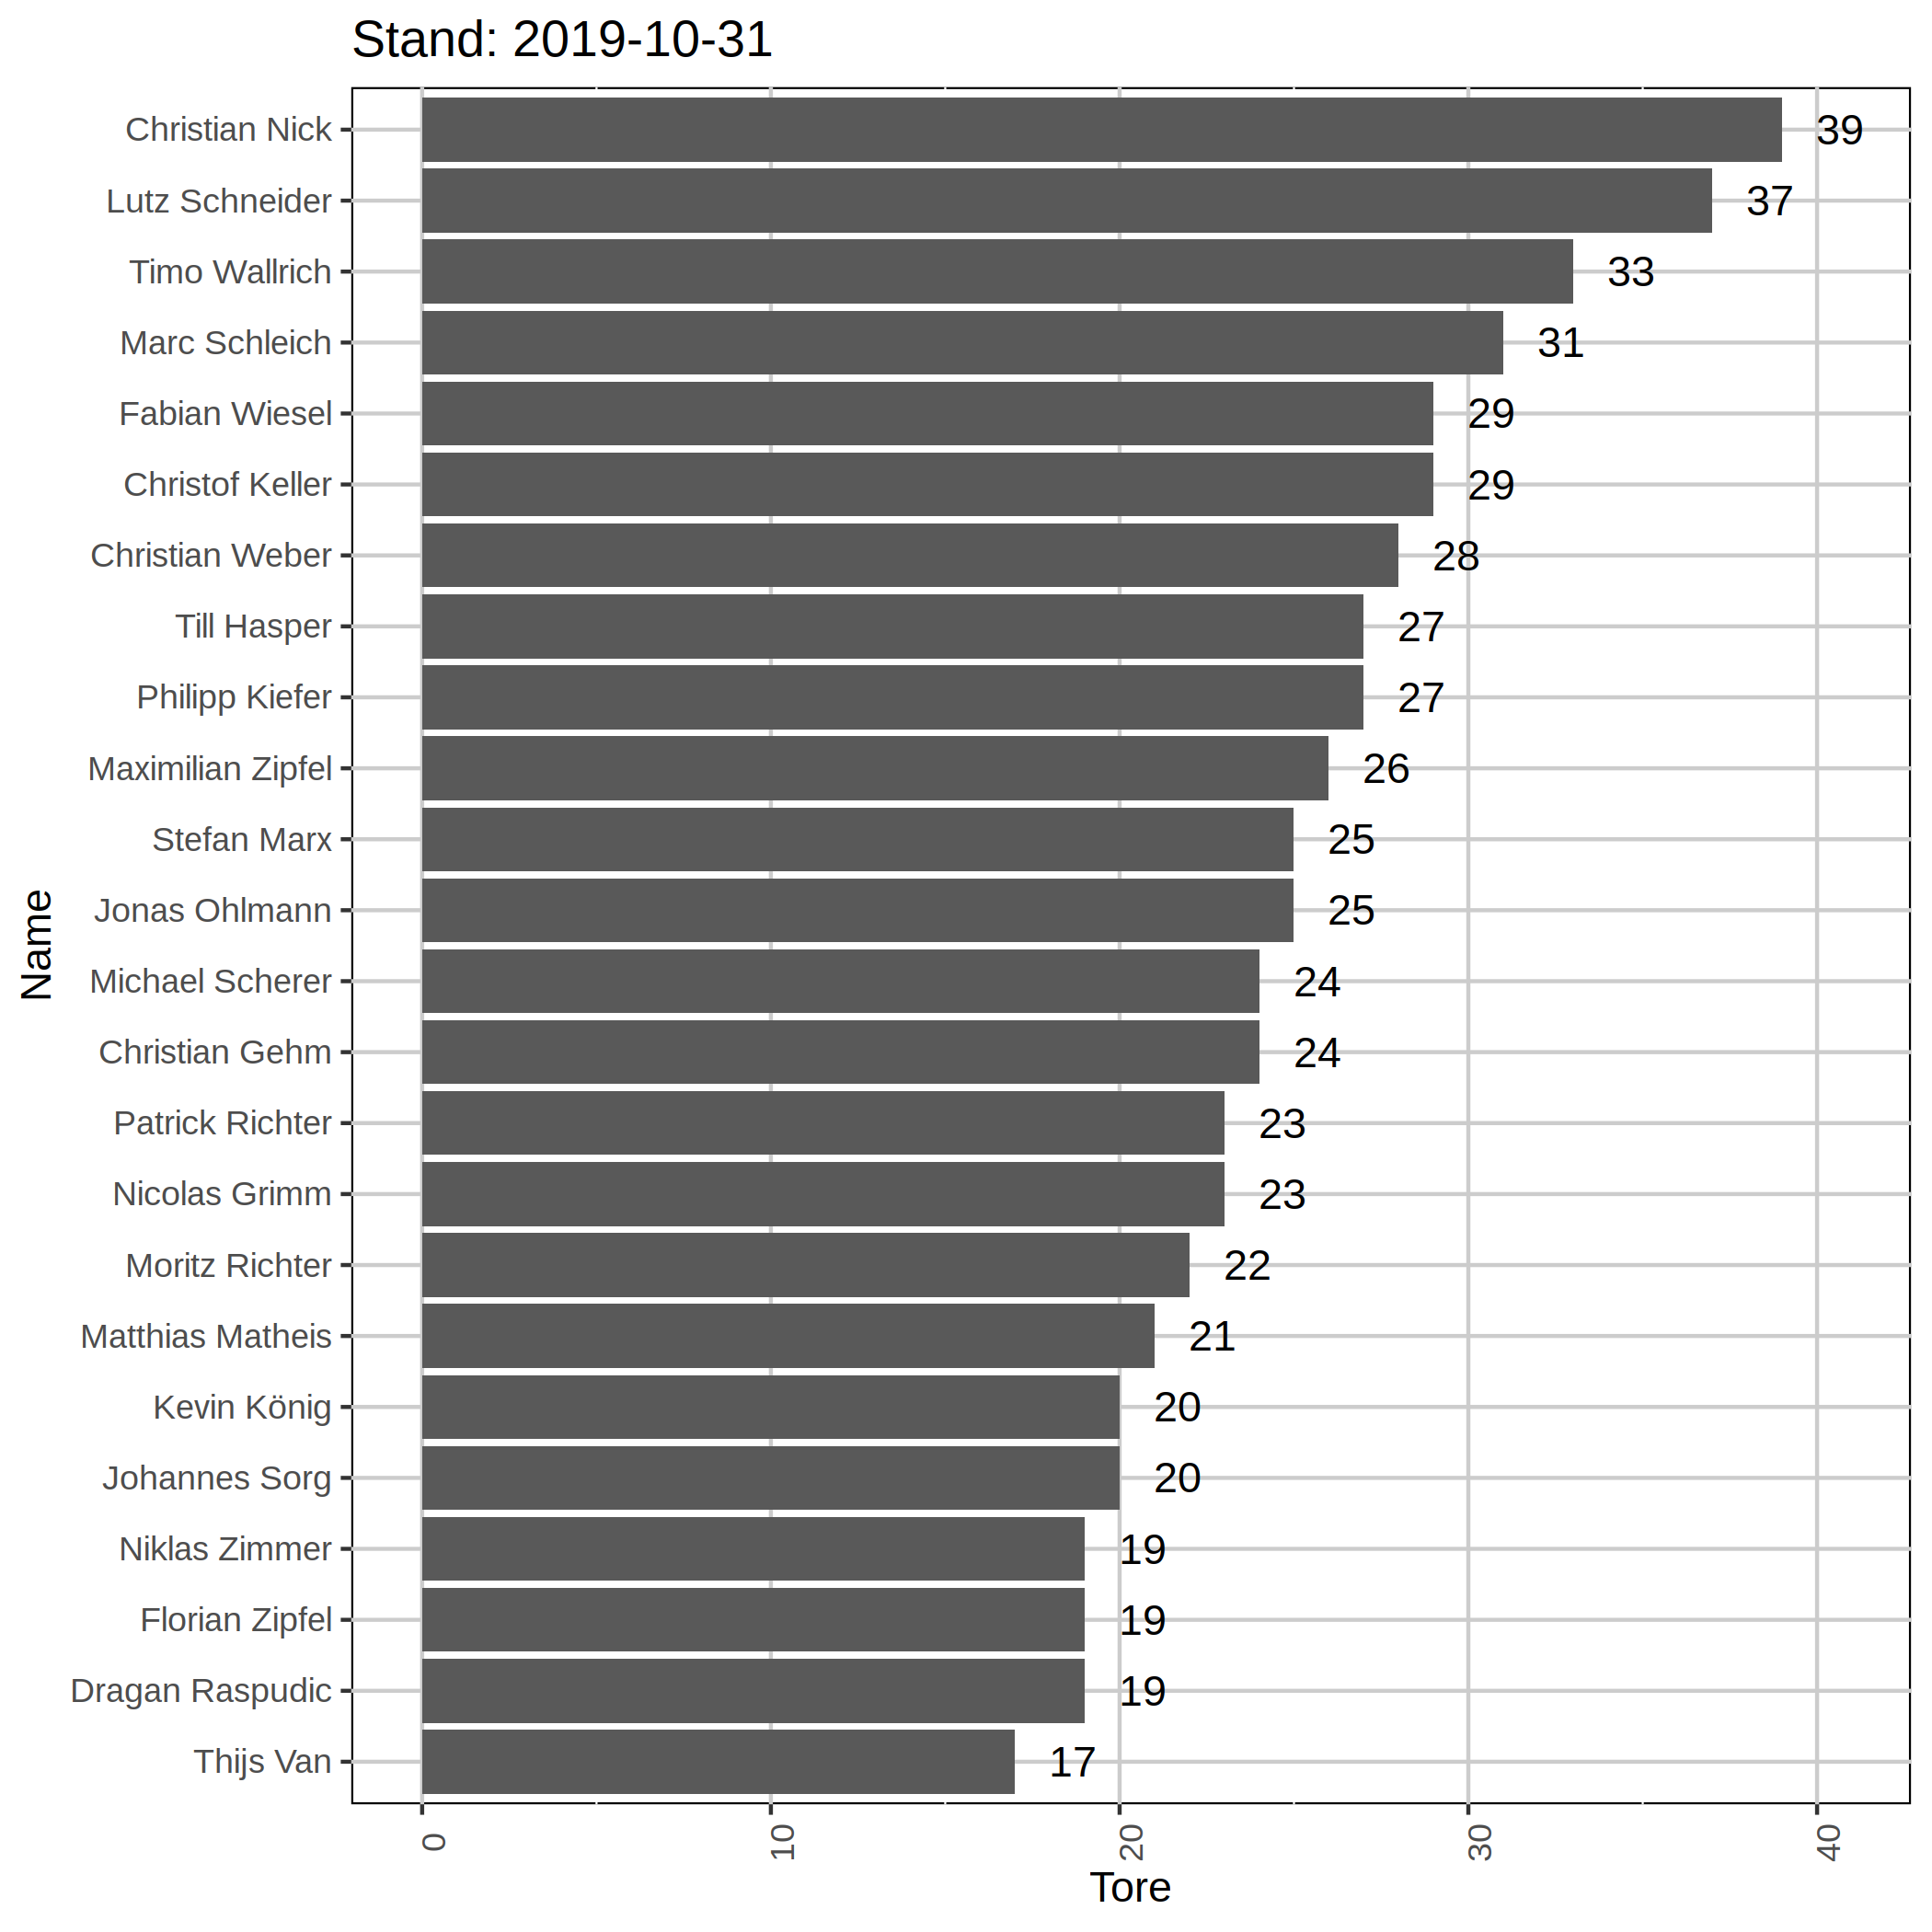 Stand: 2019-10-31
Christian Nick 39
Lutz Schneider 37
Timo Wallrich 33
Marc Schleich 31
Fabian Wiesel 29
Christof Keller 29
Christian Weber 28
Till Hasper 27
Philipp Kiefer 27
Maximilian Zipfel 26
Stefan Marx 25
Jonas Ohlmann 25
Michael Scherer 24
Christian Gehm 24
Patrick Richter 23
Nicolas Grimm 23
Moritz Richter 22
Matthias Matheis 21
Kevin König 20
Johannes Sorg 20
Niklas Zimmer 19
Florian Zipfel 19
Dragan Raspudic 19
Thijs Van 17
Name
0 10 20 30 40
Tore